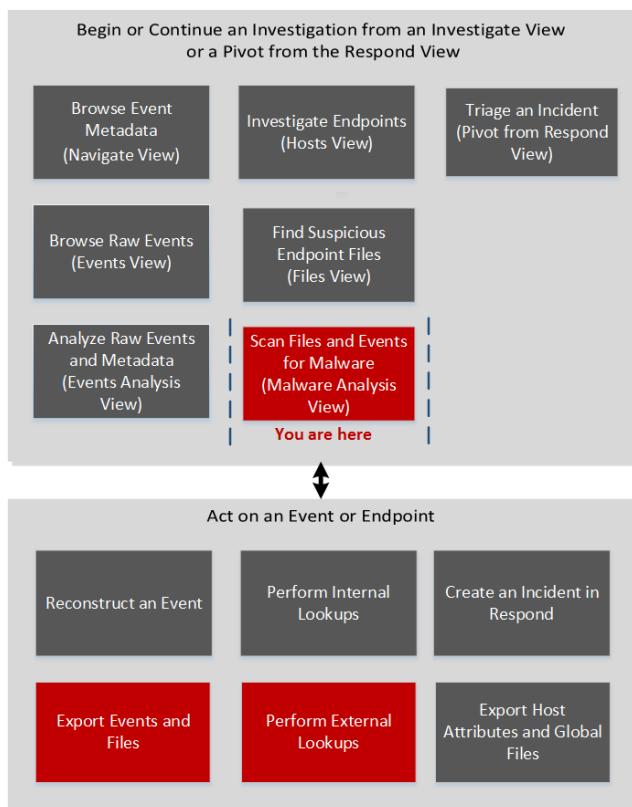 Begin or Continue an Investigation from an Investigate View
or a Pivot from the Respond View
Browse Event
Metadata
(Navigate View)
Investigate Endpoints
(Hosts View)
Triage an Incident
(Pivot from Respond
View)
Browse Raw Events
(Events View)
Find Suspicious
Endpoint Files
(Files View)
Analyze Raw Events
and Metadata
(Events Analysis
View)
Scan Files and Events
for Malware
(Malware Analysis
View)
You are here
Act on an Event or Endpoint
Reconstruct an Event
Perform Internal
Lookups
Create an Incident in
Respond
Export Events and
Files
Perform External
Lookups
Export Host
Attributes and Global
Files